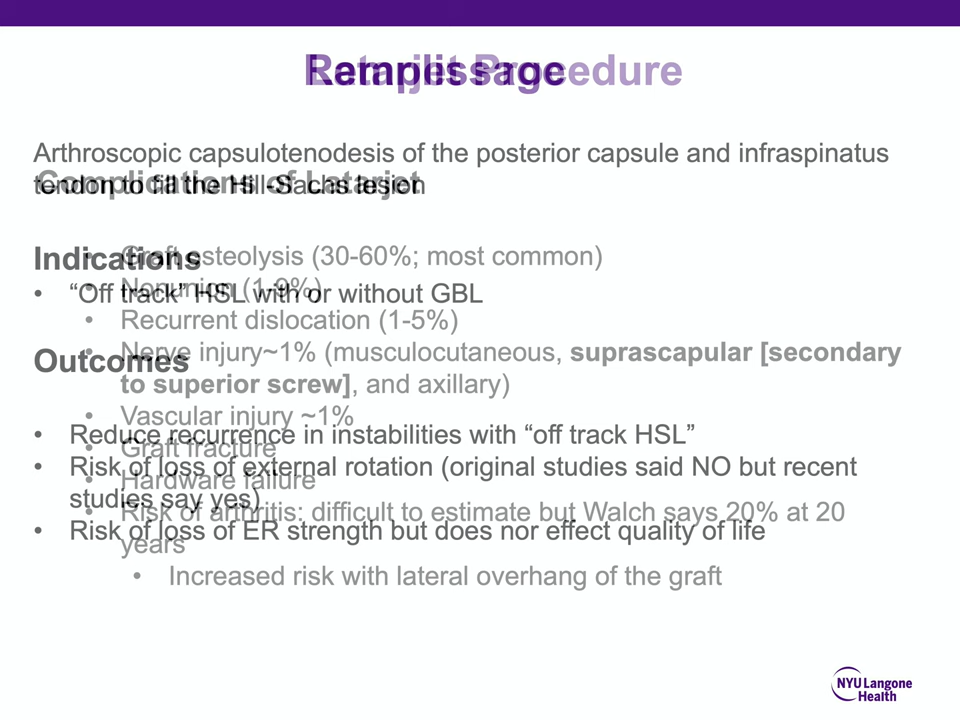 Remplissage
Arthroscopic capsulotenodesis of the posterior capsule and infraspinatus
tendon to fill the Hill-Sachs lesion
Indications
• “Off track” HSL with or without GBL
Outcomes
• Reduce recurrence in instabilities with “off track HSL”
• Risk of loss of external rotation (original studies said NO but recent
studies say yes)
• Risk of loss of ER strength but does nor effect quality of life
Latarjet Procedure
Complications of Latarjet
• Graft osteolysis (30-60%; most common)
• Nonunion (1-9%)
• Recurrent dislocation (1-5%)
• Nerve injury~1% (musculocutaneous, suprascapular [secondary
to superior screw], and axillary)
• Vascular injury ~1%
• Graft fracture
• Hardware failure
• Risk of arthritis: difficult to estimate but Walch says 20% at 20
years
• Increased risk with lateral overhang of the graft
NYU Langone
Health